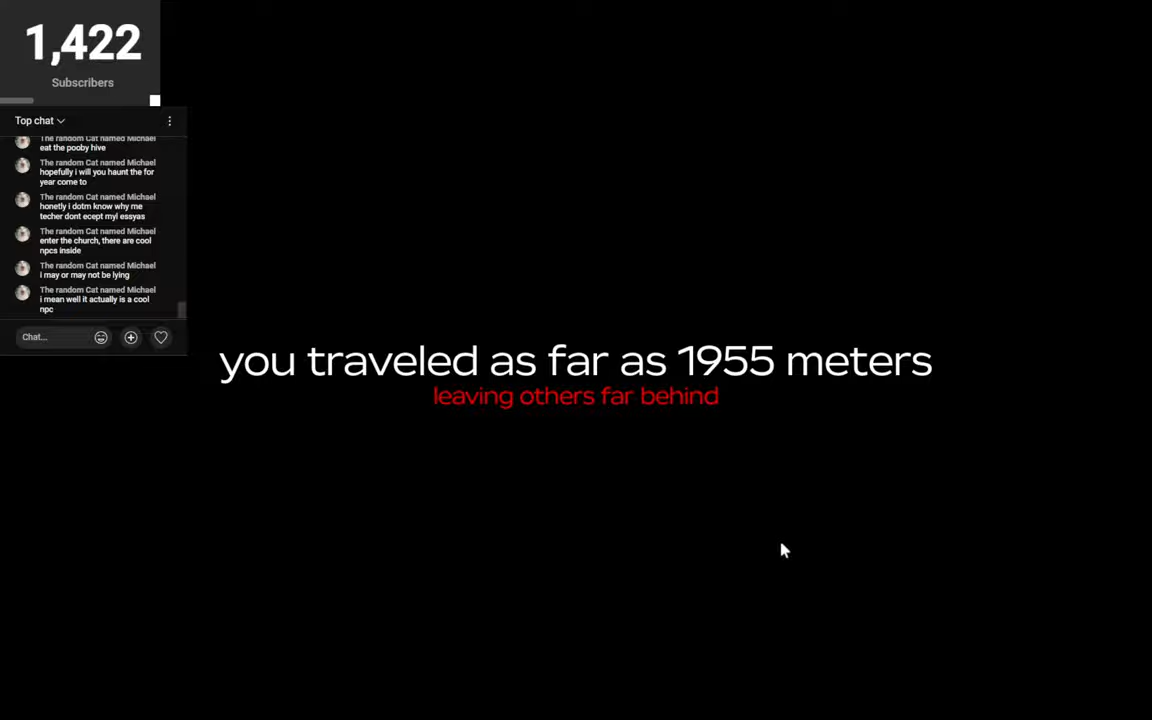 1,422
Subscribers
Top chat
The random Cat named Michael
eat the pooby hive
The random Cat named Michael
hopefully i will you haunt the for
year come to
The random Cat named Michael
honetly i dotm know why me
techer dont ecept myl essyas
The random Cat named Michael
enter the church, there are cool
npcs inside
The random Cat named Michael
i may or may not be lying
The random Cat named Michael
i mean well it actually is a cool
npc
Chat...
you traveled as far as 1955 meters
leaving others far behind